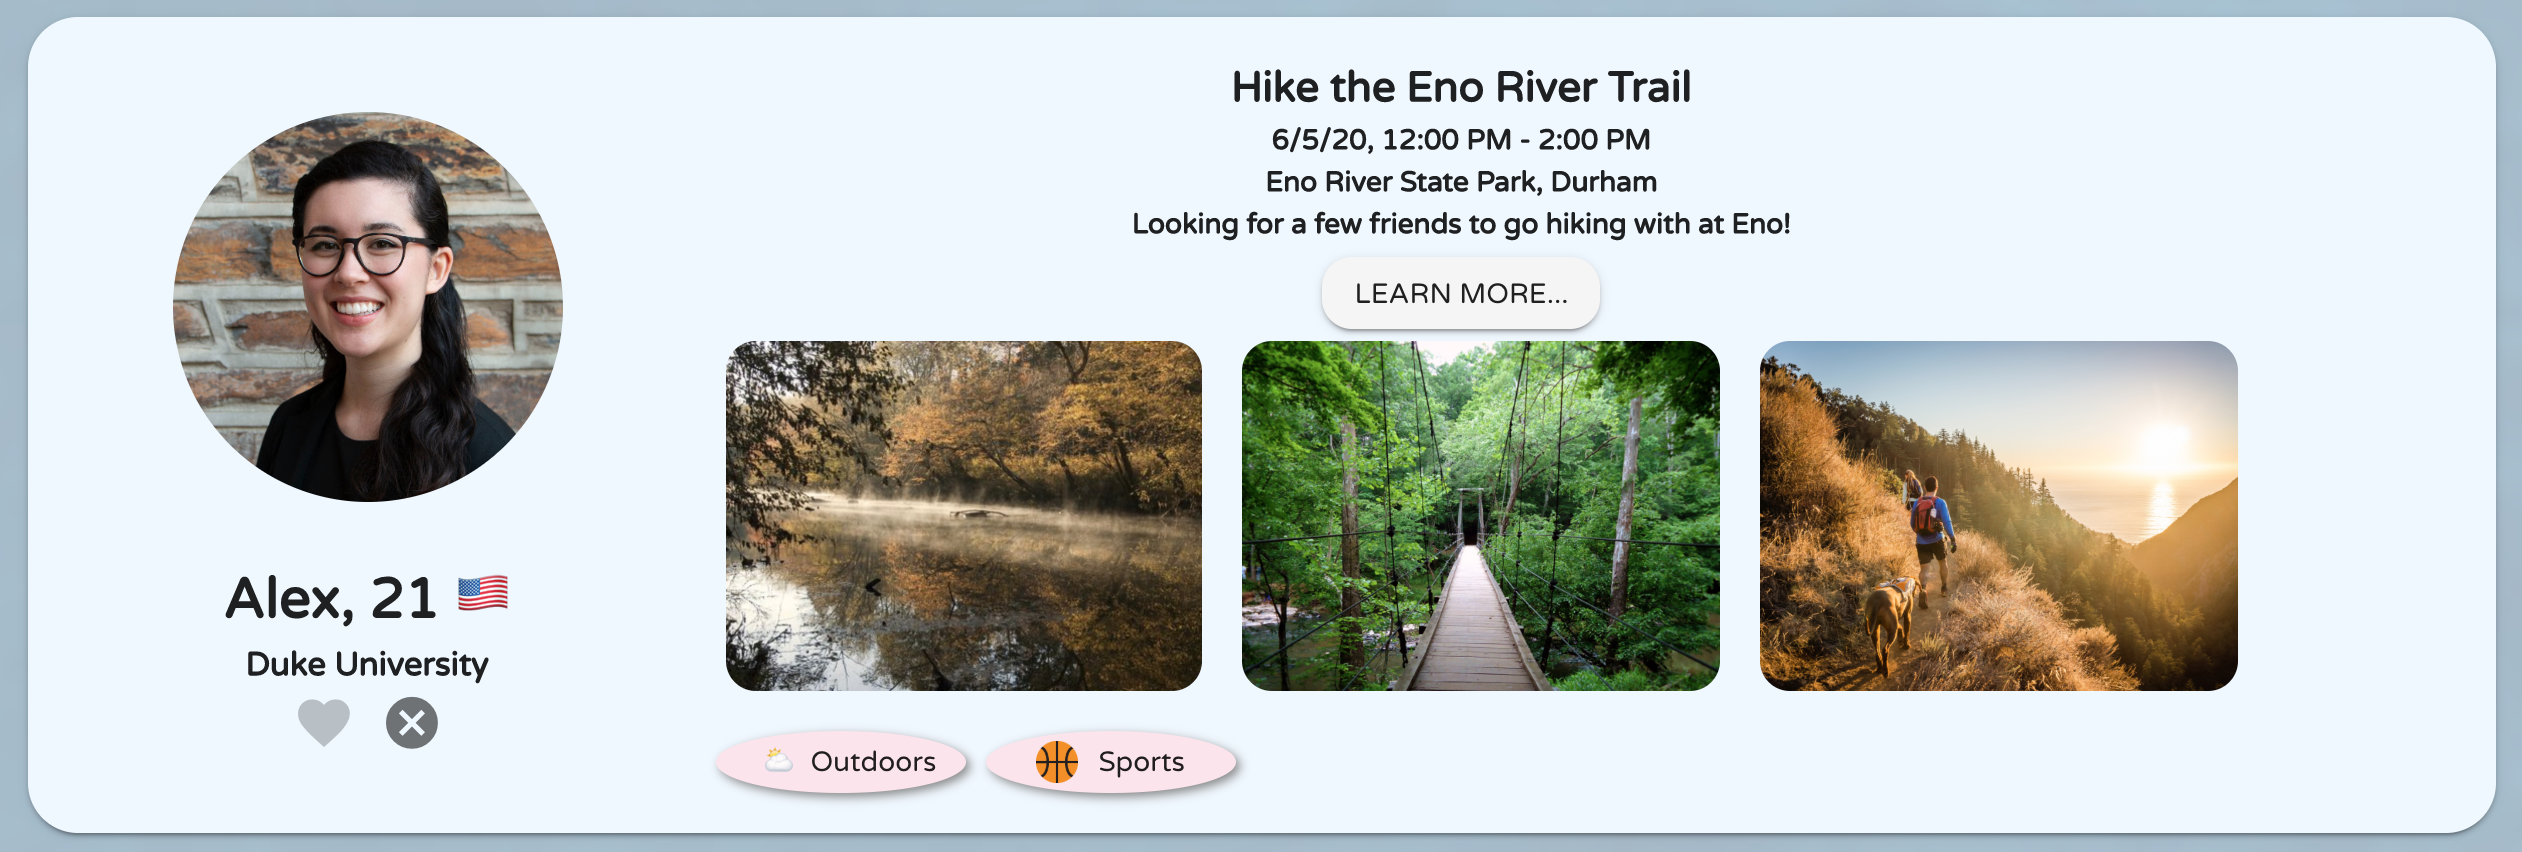 Hike the Eno River Trail
6/5/20, 12:00 PM - 2:00 PM
Eno River State Park, Durham
Looking for a few friends to go hiking with at Eno!
LEARN MORE...
Alex, 21 🇺🇸
Duke University
Outdoors
Sports